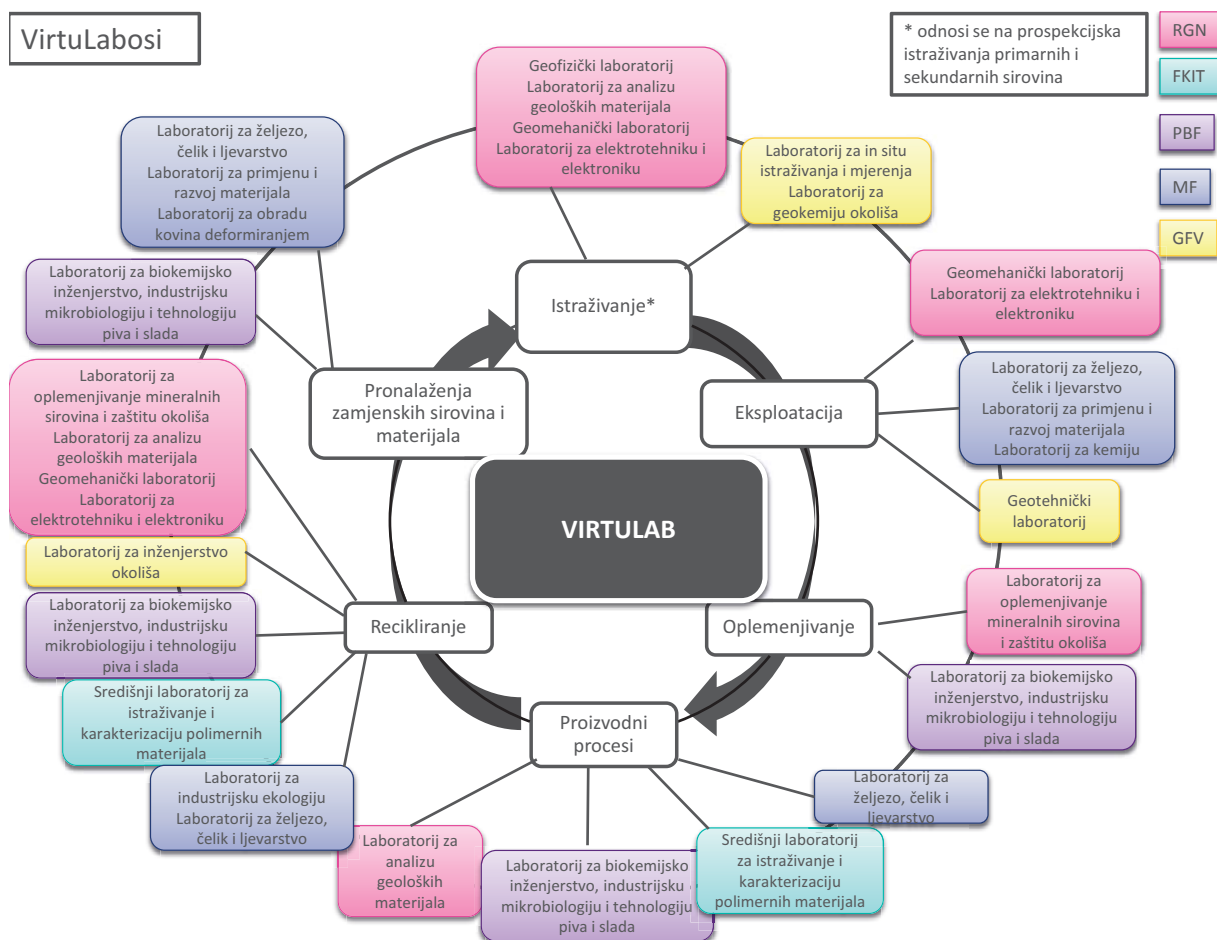 VirtuLabosi
* odnosi se na prospekcijska
istraživanja primarnih i
sekundarnih sirovina
RGN
FKIT
PBF
MF
GFV
Geofizički laboratorij
Laboratorij za analizu
geoloških materijala
Geomehanički laboratorij
Laboratorij za elektrotehniku i
elektroniku
Laboratorij za in situ
istraživanja i mjerenja
Laboratorij za
geokemiju okoliša
Laboratorij za željezo,
čelik i ljevarstvo
Laboratorij za primjenu i
razvoj materijala
Laboratorij za obradu
kovina deformiranjem
Laboratorij za biokemijsko
inženjerstvo, industrijsku
mikrobiologiju i tehnologiju
piva i slada
Istraživanje*
Geomehanički laboratorij
Laboratorij za elektrotehniku i
elektroniku
Pronalaženja
zamjenskih sirovina i
materijala
Eksploatacija
Laboratorij za željezo,
čelik i ljevarstvo
Laboratorij za primjenu i
razvoj materijala
Laboratorij za kemiju
Laboratorij za
oplemenjivanje mineralnih
sirovina i zaštitu okoliša
Laboratorij za analizu
geoloških materijala
Geomehanički laboratorij
Laboratorij za
elektrotehniku i elektroniku
VIRTULAB
Geotehnički
laboratorij
Laboratorij za inženjerstvo
okoliša
Laboratorij za biokemijsko
inženjerstvo, industrijsku
mikrobiologiju i tehnologiju
piva i slada
Recikliranje
Oplemenjivanje
Laboratorij za
oplemenjivanje
mineralnih sirovina
i zaštitu okoliša
Središnji laboratorij za
istraživanje i
karakterizaciju polimernih
materijala
Proizvodni
procesi
Laboratorij za biokemijsko
inženjerstvo, industrijsku
mikrobiologiju i tehnologiju
piva i slada
Laboratorij za
industrijsku ekologiju
Laboratorij za željezo,
čelik i ljevarstvo
Laboratorij za
željezo, čelik i
ljevarstvo
Laboratorij za
analizu
geoloških
materijala
Laboratorij za biokemijsko
inženjerstvo, industrijsku
mikrobiologiju i tehnologiju
piva i slada
Središnji laboratorij
za istraživanje i
karakterizaciju
polimernih materijala